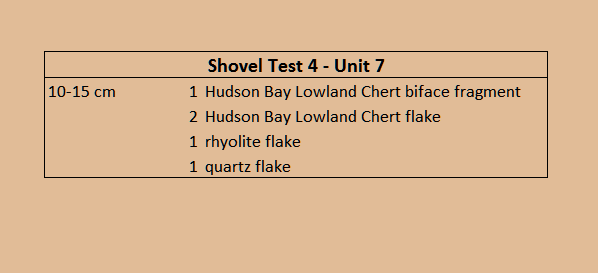 Shovel Test 4 - Unit 7
10-15 cm 1 Hudson Bay Lowland Chert biface fragment
2 Hudson Bay Lowland Chert flake
1 rhyolite flake
1 quartz flake